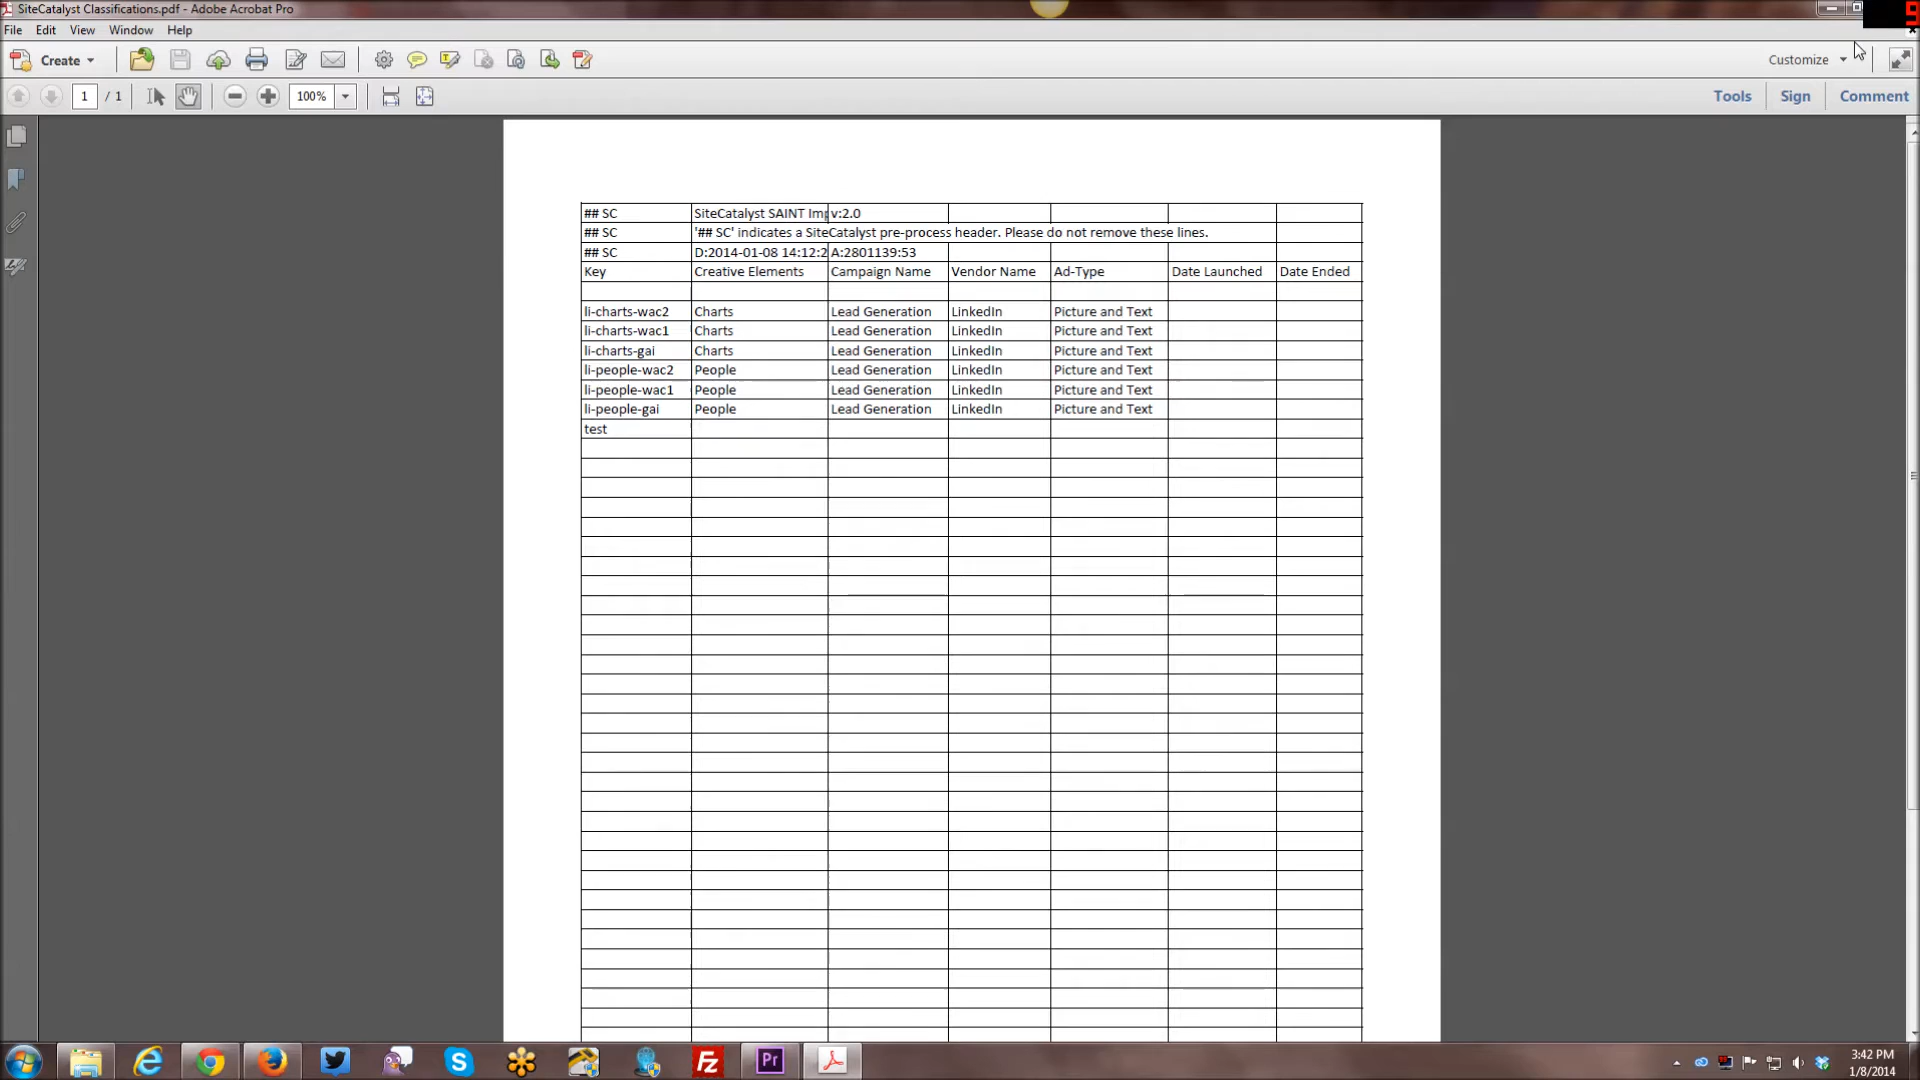 SiteCatalyst Classifications.pdf - Adobe Acrobat Pro
File Edit View Window Help
Create Customize
1 / 1 100% Tools Sign Comment
## SC SiteCatalyst SAINT Imp v:2.0
## SC '## SC' indicates a SiteCatalyst pre-process header. Please do not remove these lines.
## SC D:2014-01-08 14:12:2 A:2801139:53
Key Creative Elements Campaign Name Vendor Name Ad-Type Date Launched Date Ended
li-charts-wac2 Charts Lead Generation LinkedIn Picture and Text
li-charts-wac1 Charts Lead Generation LinkedIn Picture and Text
li-charts-gai Charts Lead Generation LinkedIn Picture and Text
li-people-wac2 People Lead Generation LinkedIn Picture and Text
li-people-wac1 People Lead Generation LinkedIn Picture and Text
li-people-gai People Lead Generation LinkedIn Picture and Text
test
Pr
3:42 PM
1/8/2014